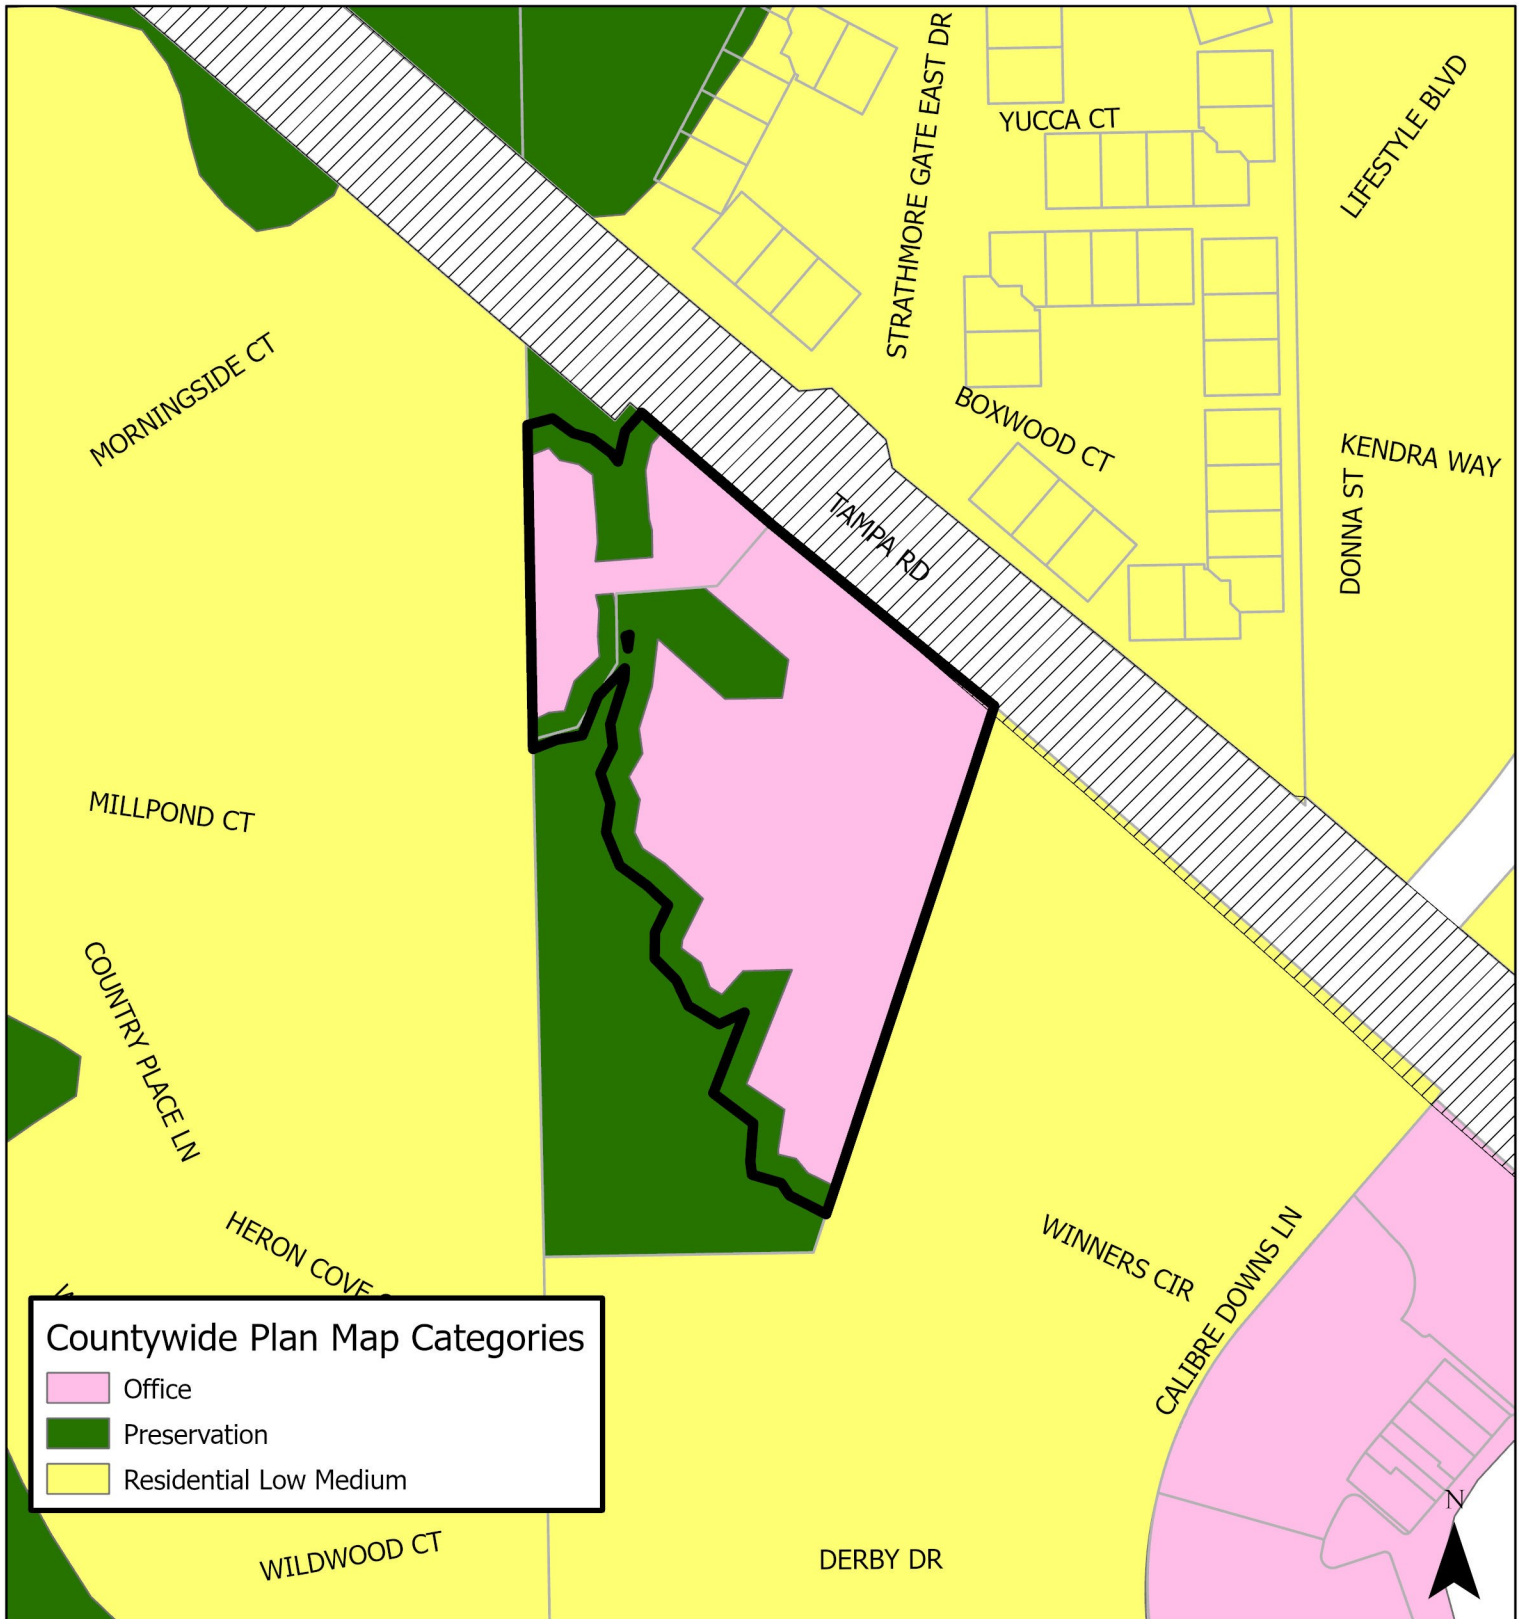 STRATHMORE GATE EAST DR
YUCCA CT
LIFESTYLE BLVD
MORNINGSIDE CT
BOXWOOD CT
KENDRA WAY
DONNA ST
TAMPA RD
MILLPOND CT
COUNTRY PLACE LN
HERON COVE
WINNERS CIR
CALIBRE DOWNS LN
Countywide Plan Map Categories
Office
Preservation
Residential Low Medium
N
WILDWOOD CT
DERBY DR